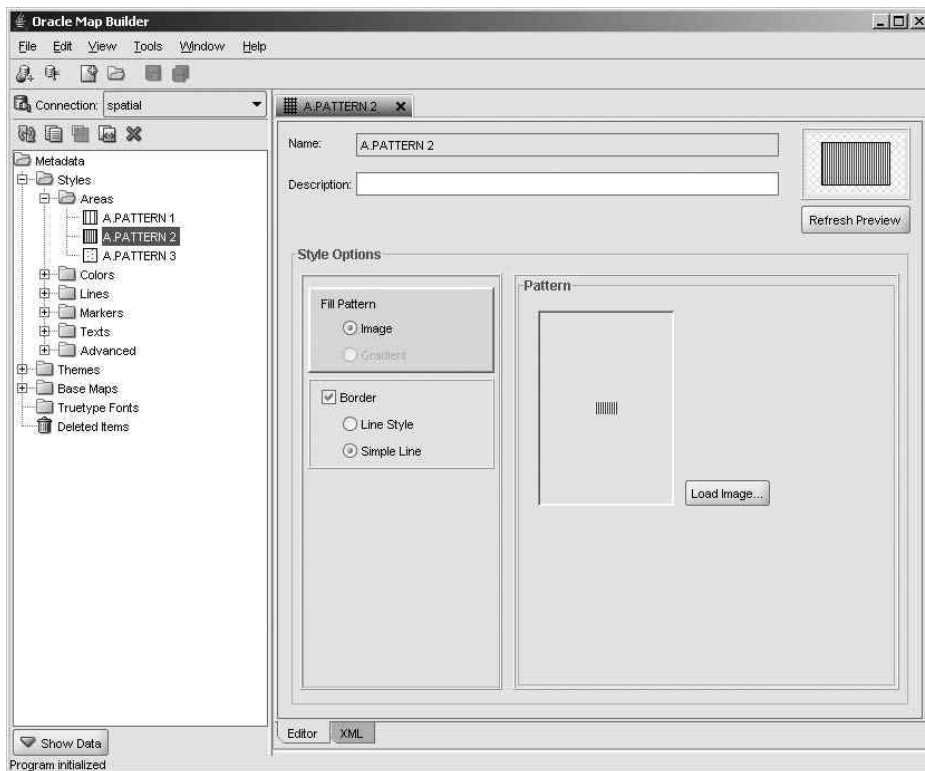 Oracle Map Builder
File Edit View Tools Window Help
Connection: spatial
Metadata
Styles
Areas
A.PATTERN 1
A.PATTERN 2
A.PATTERN 3
Colors
Lines
Markers
Texts
Advanced
Themes
Base Maps
Truetype Fonts
Deleted Items
Show Data
Program initialized
A.PATTERN 2
Name: A.PATTERN 2
Description:
Refresh Preview
Style Options
Fill Pattern
Image
Gradient
Border
Line Style
Simple Line
Pattern
Load Image...
Editor XML